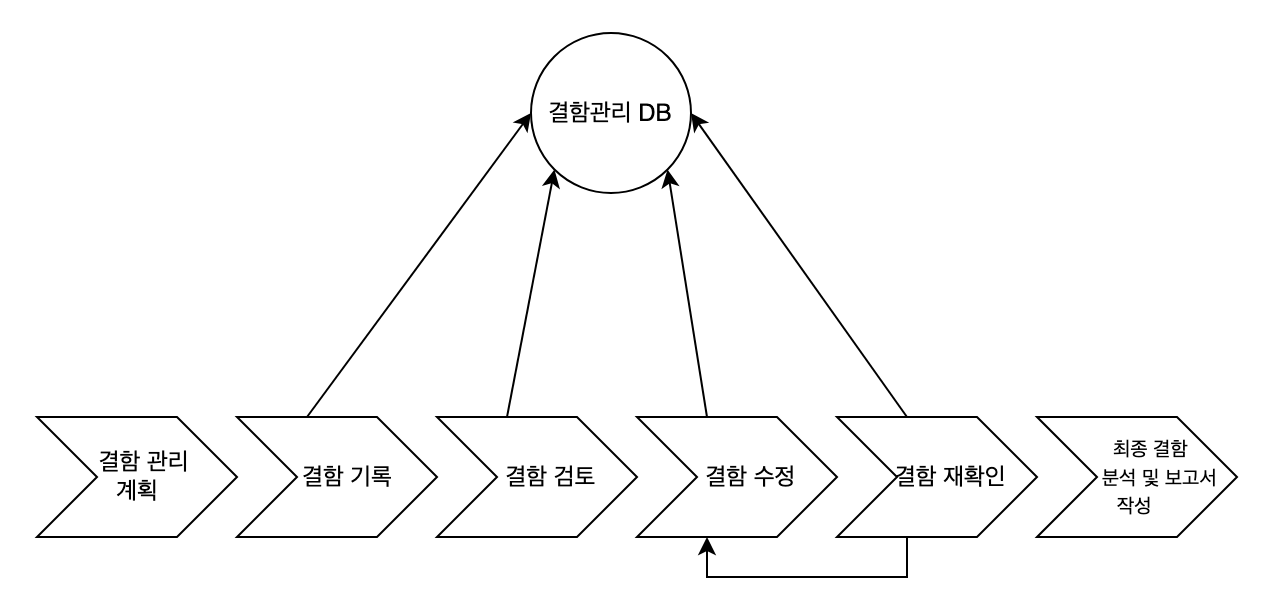 결함관리 DB
결함 관리
계획
결함 기록
결함 검토
결함 수정
결함 재확인
최종 결함
분석 및 보고서
작성